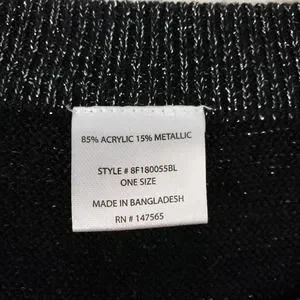 85% ACRYLIC 15% METALLIC
STYLE # 8F180055BL
ONE SIZE
MADE IN BANGLADESH
RN # 147565